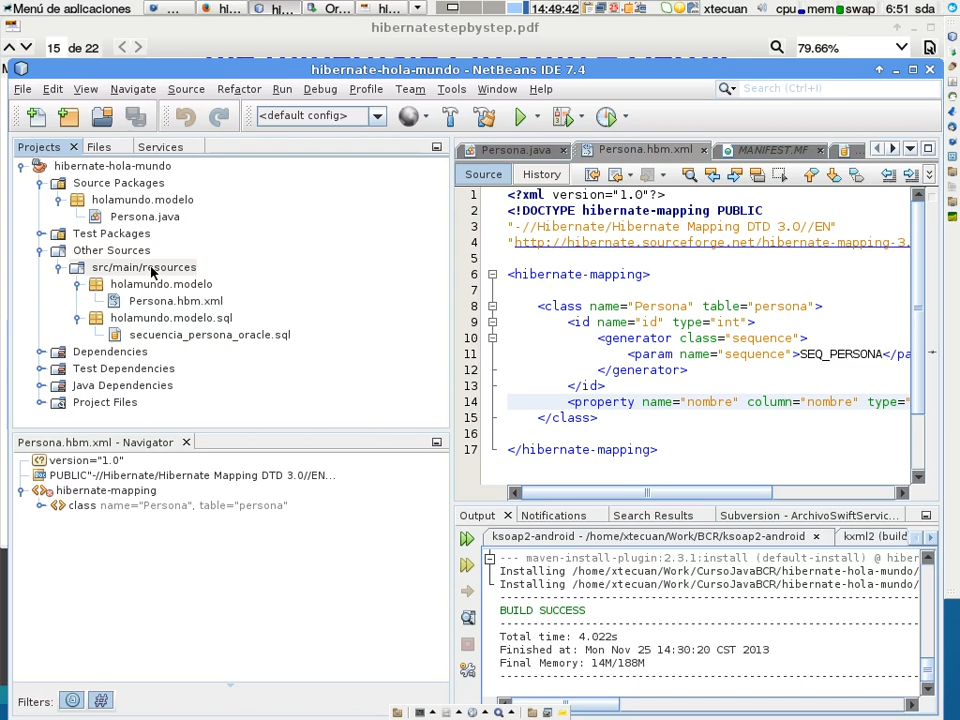 Menú de aplicaciones
hi...
hi...
Or...
hi...
14:49:42
xtecuan
cpu
mem
swap
6:51
sda
hibernatestepbystep.pdf
15 de 22
79.66%
hibernate-hola-mundo - NetBeans IDE 7.4
File Edit View Navigate Source Refactor Run Debug Profile Team Tools Window Help
Search (Ctrl+I)
<default config>
Projects Files Services
hibernate-hola-mundo
Source Packages
holamundo.modelo
Persona.java
Test Packages
Other Sources
src/main/resources
holamundo.modelo
Persona.hbm.xml
holamundo.modelo.sql
secuencia_persona_oracle.sql
Dependencies
Test Dependencies
Java Dependencies
Project Files
Persona.hbm.xml - Navigator
version="1.0"
PUBLIC"-//Hibernate/Hibernate Mapping DTD 3.0//EN...
hibernate-mapping
class name="Persona", table="persona"
Filters:
Persona.java Persona.hbm.xml MANIFEST.MF ...
Source History
1 <?xml version="1.0"?>
2 <!DOCTYPE hibernate-mapping PUBLIC
3 "-//Hibernate/Hibernate Mapping DTD 3.0//EN"
4 "http://hibernate.sourceforge.net/hibernate-mapping-3.
5
6 <hibernate-mapping>
7
8 <class name="Persona" table="persona">
9 <id name="id" type="int">
10 <generator class="sequence">
11 <param name="sequence">SEQ_PERSONA</pa
12 </generator>
13 </id>
14 <property name="nombre" column="nombre" type="
15 </class>
16
17 </hibernate-mapping>
Output Notifications Search Results Subversion - ArchivoSwiftServic...
ksoap2-android - /home/xtecuan/Work/BCR/ksoap2-android kxml2 (build
--- maven-install-plugin:2.3.1:install (default-install) @ hiber
Installing /home/xtecuan/Work/CursoJavaBCR/hibernate-hola-mundo/
Installing /home/xtecuan/Work/CursoJavaBCR/hibernate-hola-mundo/
BUILD SUCCESS
Total time: 4.022s
Finished at: Mon Nov 25 14:30:20 CST 2013
Final Memory: 14M/188M